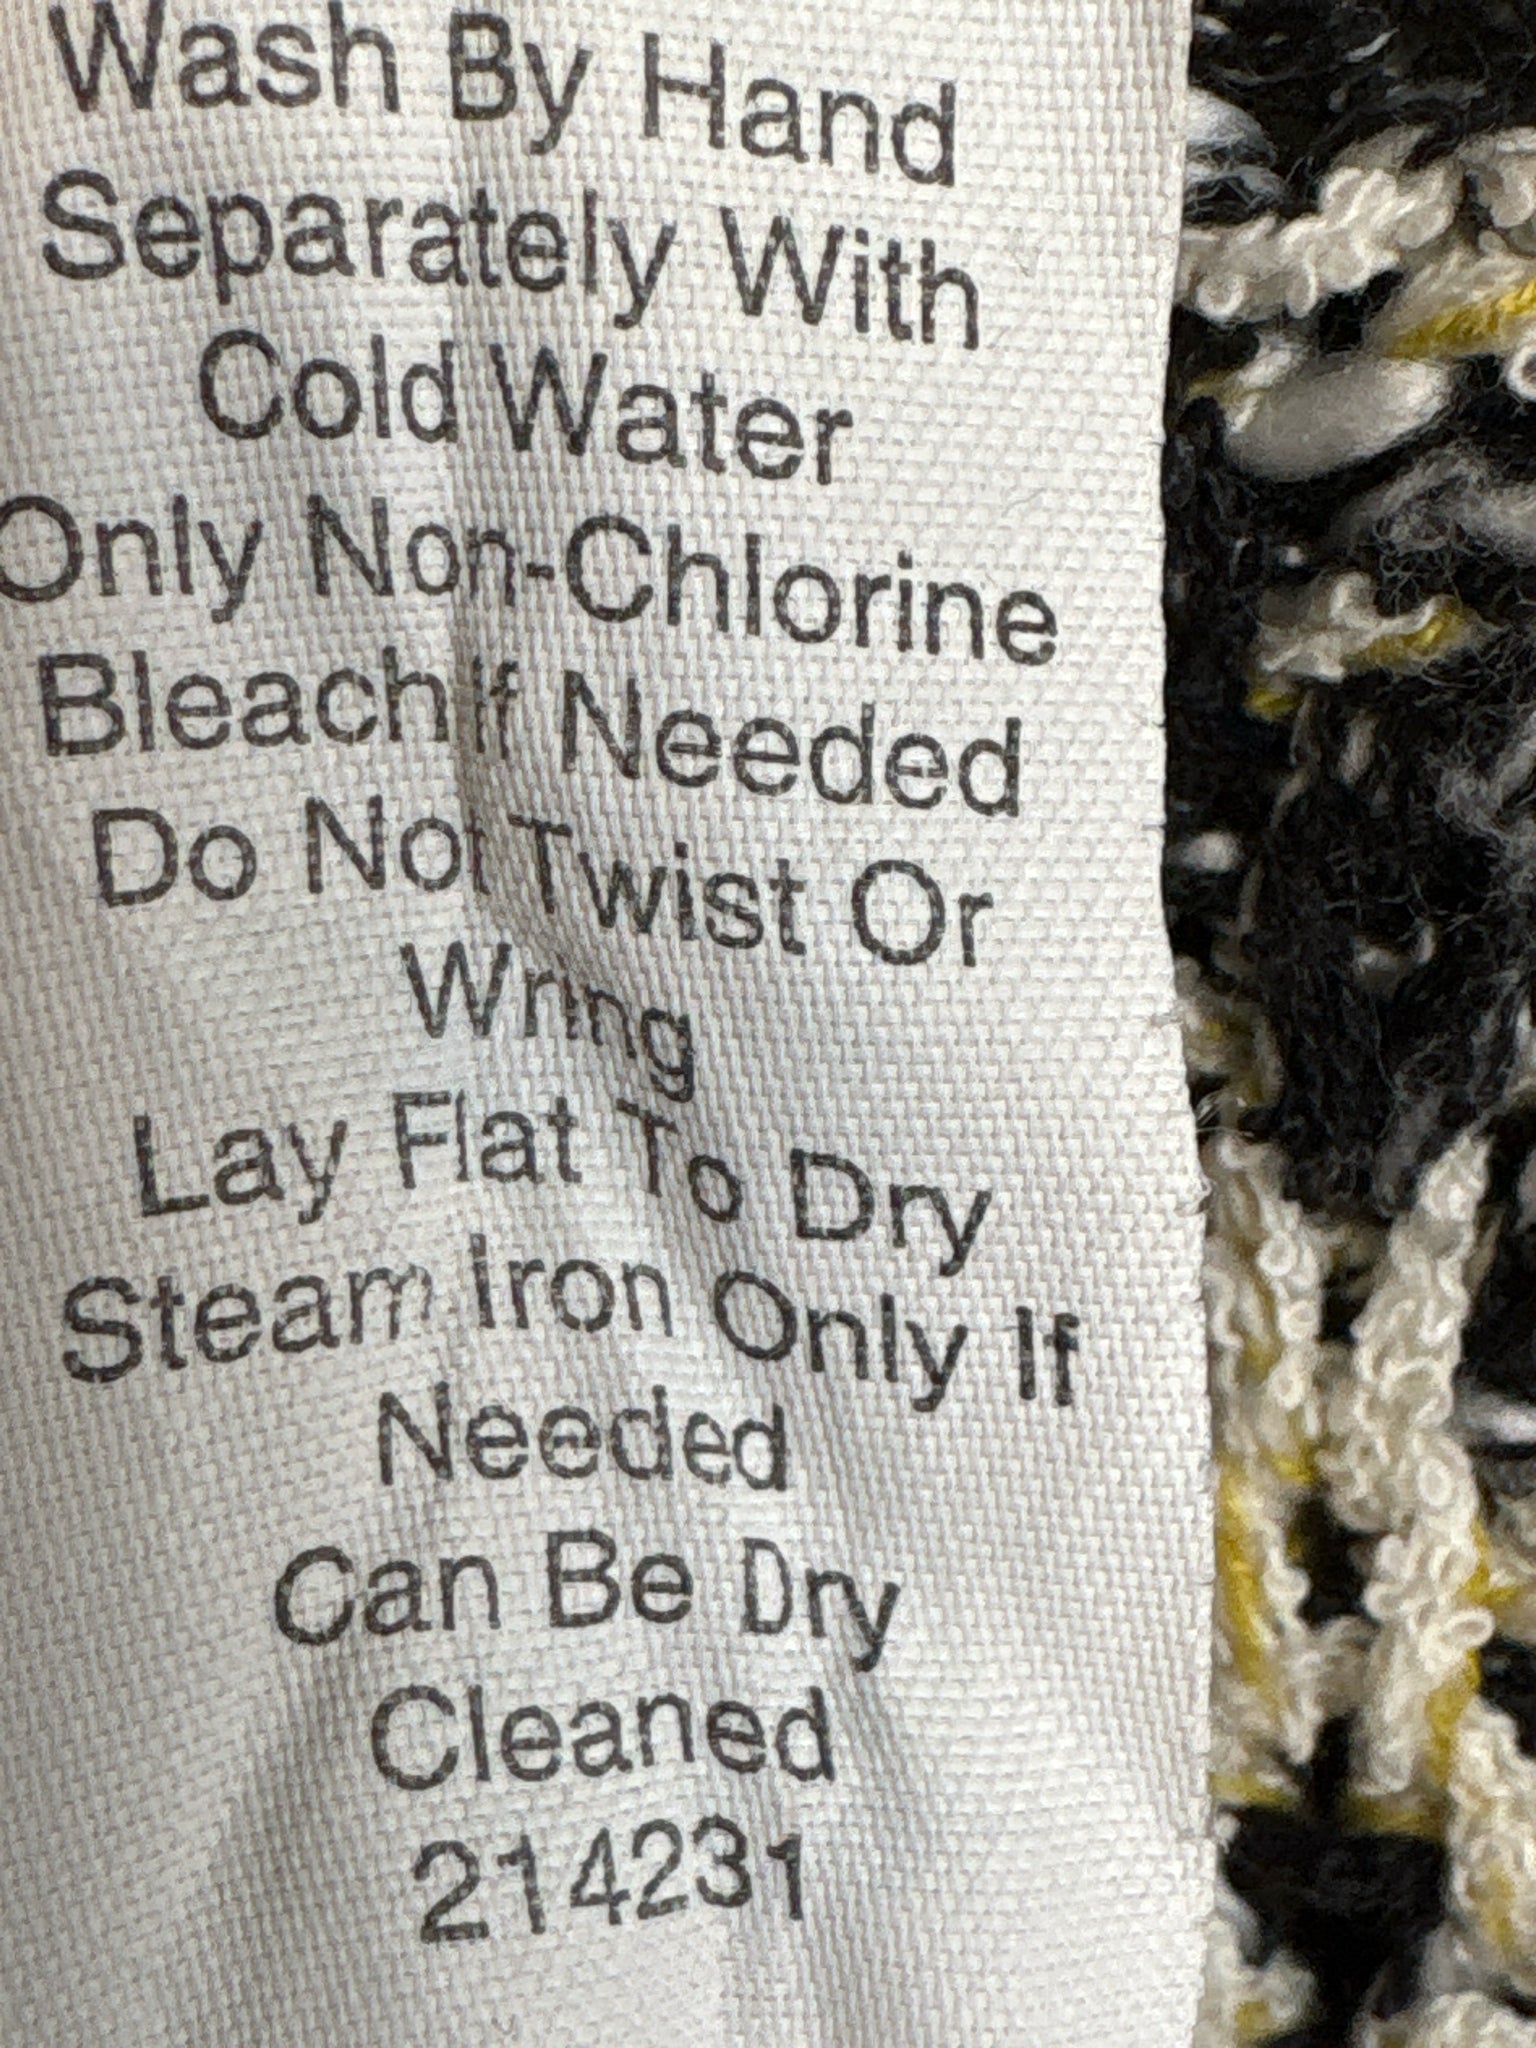 Wash By Hand
Separately With
Cold Water
Only Non-Chlorine
Bleach If Needed
Do Not Twist Or
Wring
Lay Flat To Dry
Steam Iron Only If
Needed
Can Be Dry
Cleaned
214231